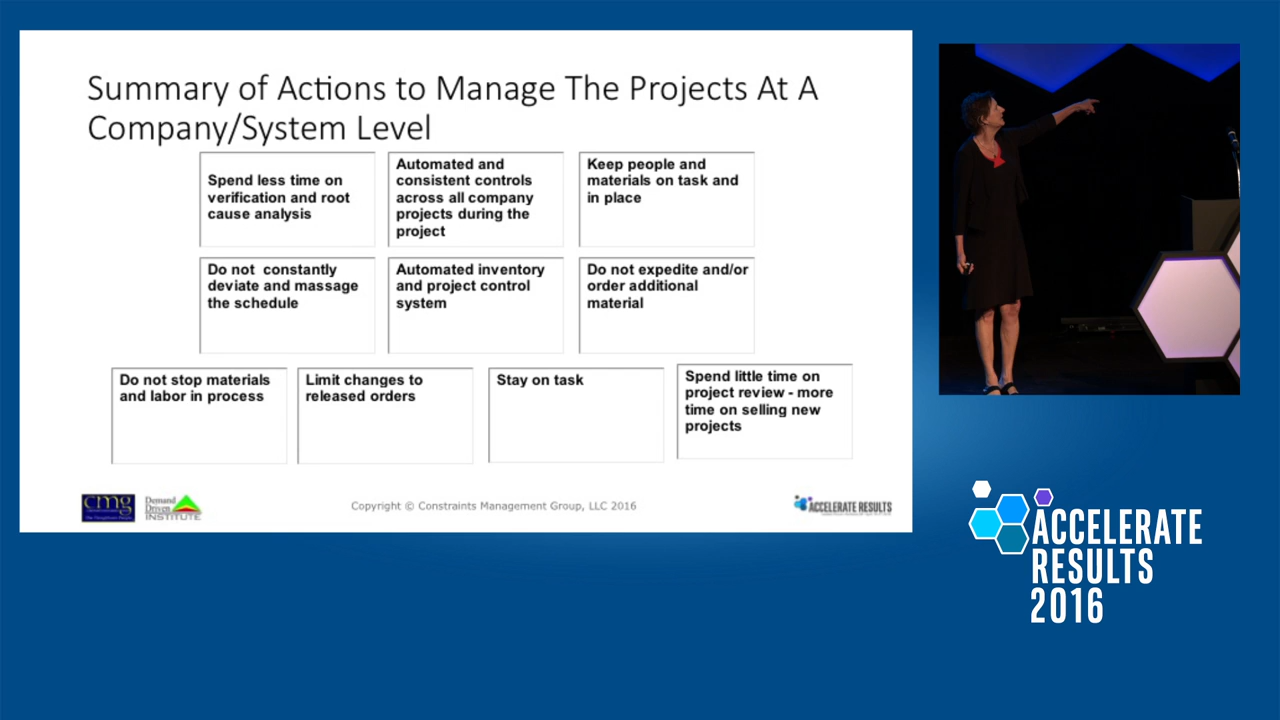 Summary of Actions to Manage The Projects At A
Company/System Level
Spend less time on
verification and root
cause analysis
Automated and
consistent controls
across all company
projects during the
project
Keep people and
materials on task and
in place
Do not  constantly
deviate and massage
the schedule
Automated inventory
and project control
system
Do not expedite and/or
order additional
material
Do not stop materials
and labor in process
Limit changes to
released orders
Stay on task
Spend little time on
project review - more
time on selling new
projects
cmg
Demand
Driven
INSTITUTE
Copyright © Constraints Management Group, LLC 2016
ACCELERATE RESULTS
ACCELERATE
RESULTS
2016